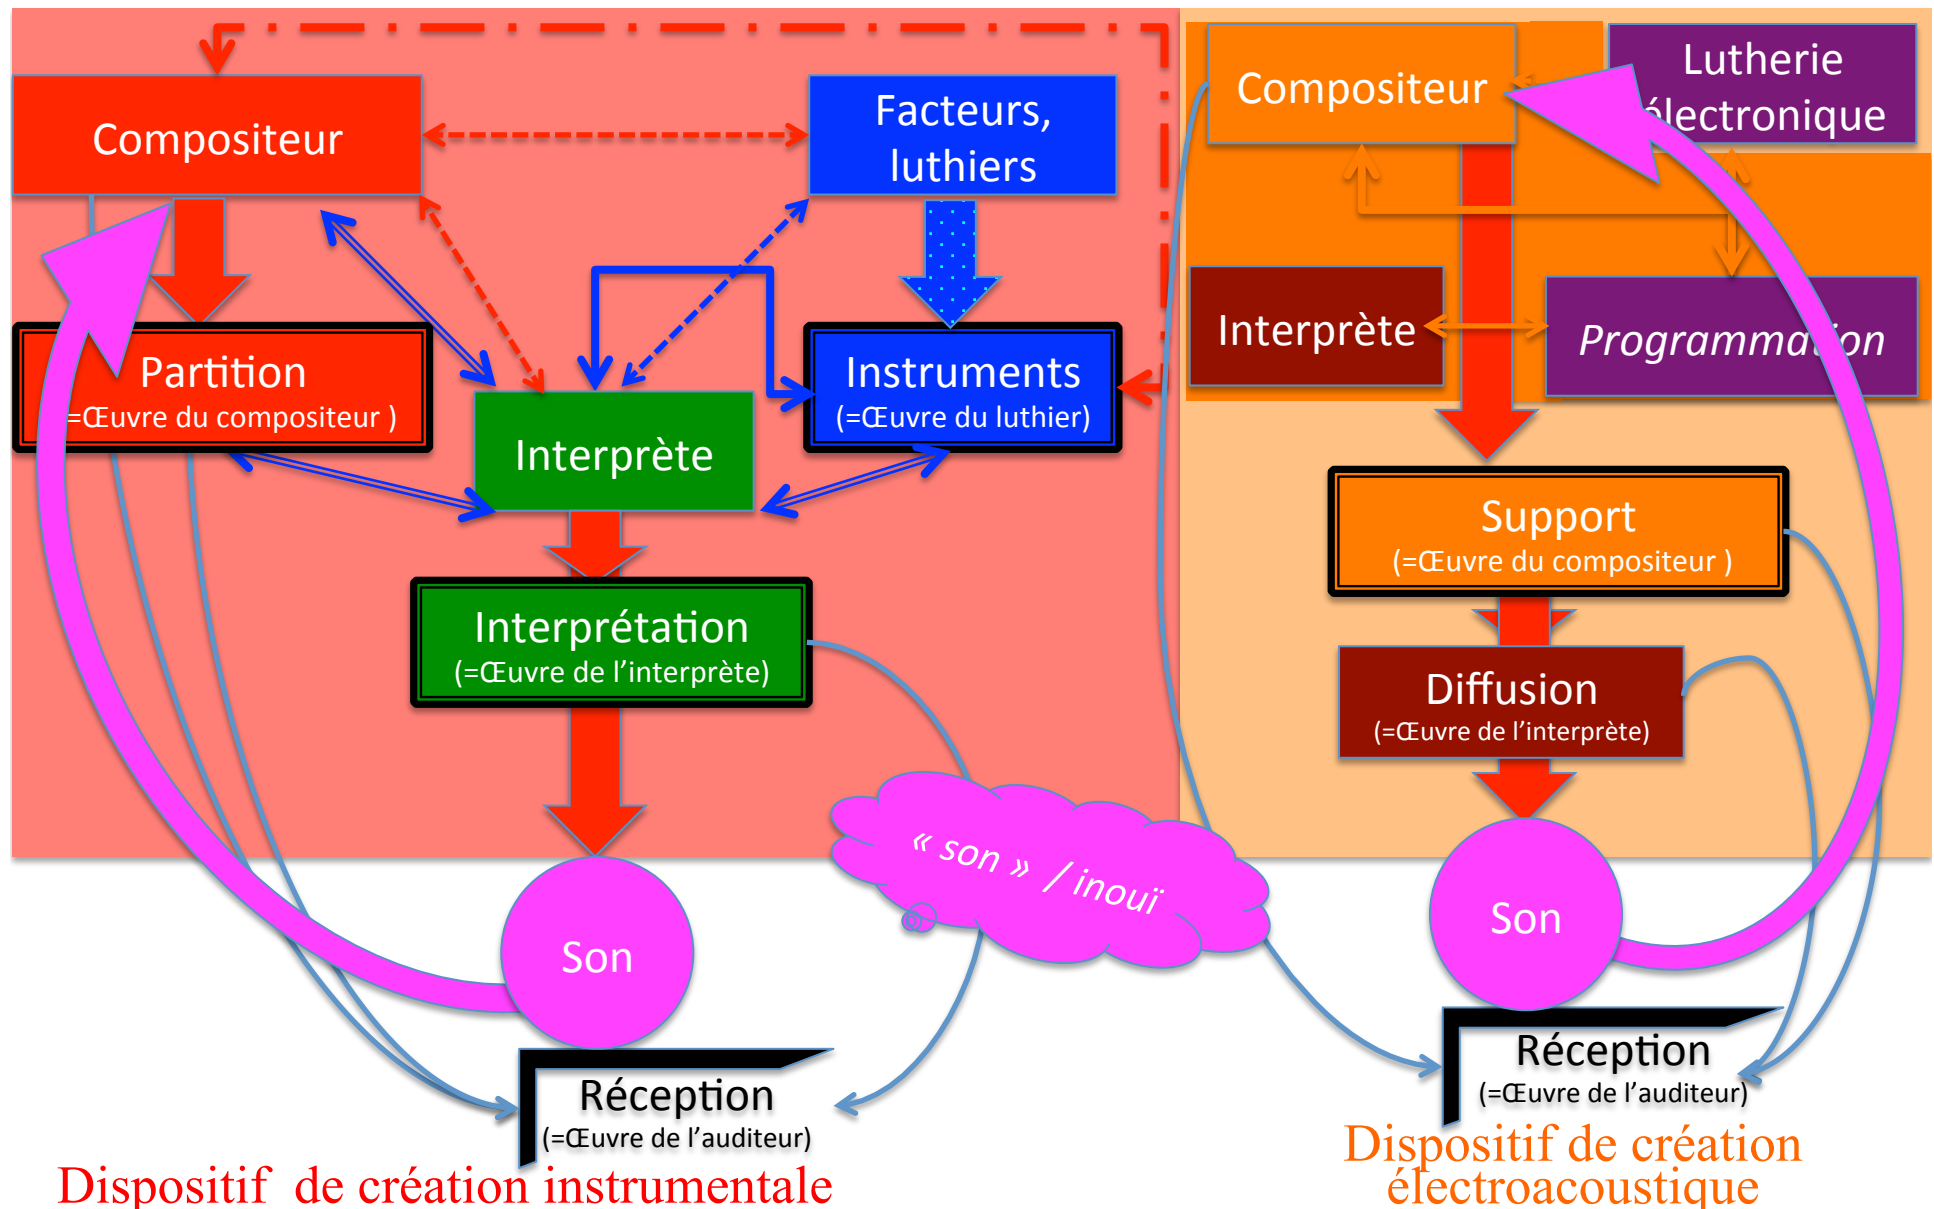 Compositeur
Facteurs,
luthiers
Partition
(=Œuvre du compositeur )
Interprète
Instruments
(=Œuvre du luthier)
Interprétation
(=Œuvre de l’interprète)
Son
Réception
(=Œuvre de l’auditeur)
Dispositif de création instrumentale
« son » / inouï
Compositeur
Lutherie
électronique
Interprète
Programmation
Support
(=Œuvre du compositeur )
Diffusion
(=Œuvre de l’interprète)
Son
Réception
(=Œuvre de l’auditeur)
Dispositif de création
électroacoustique